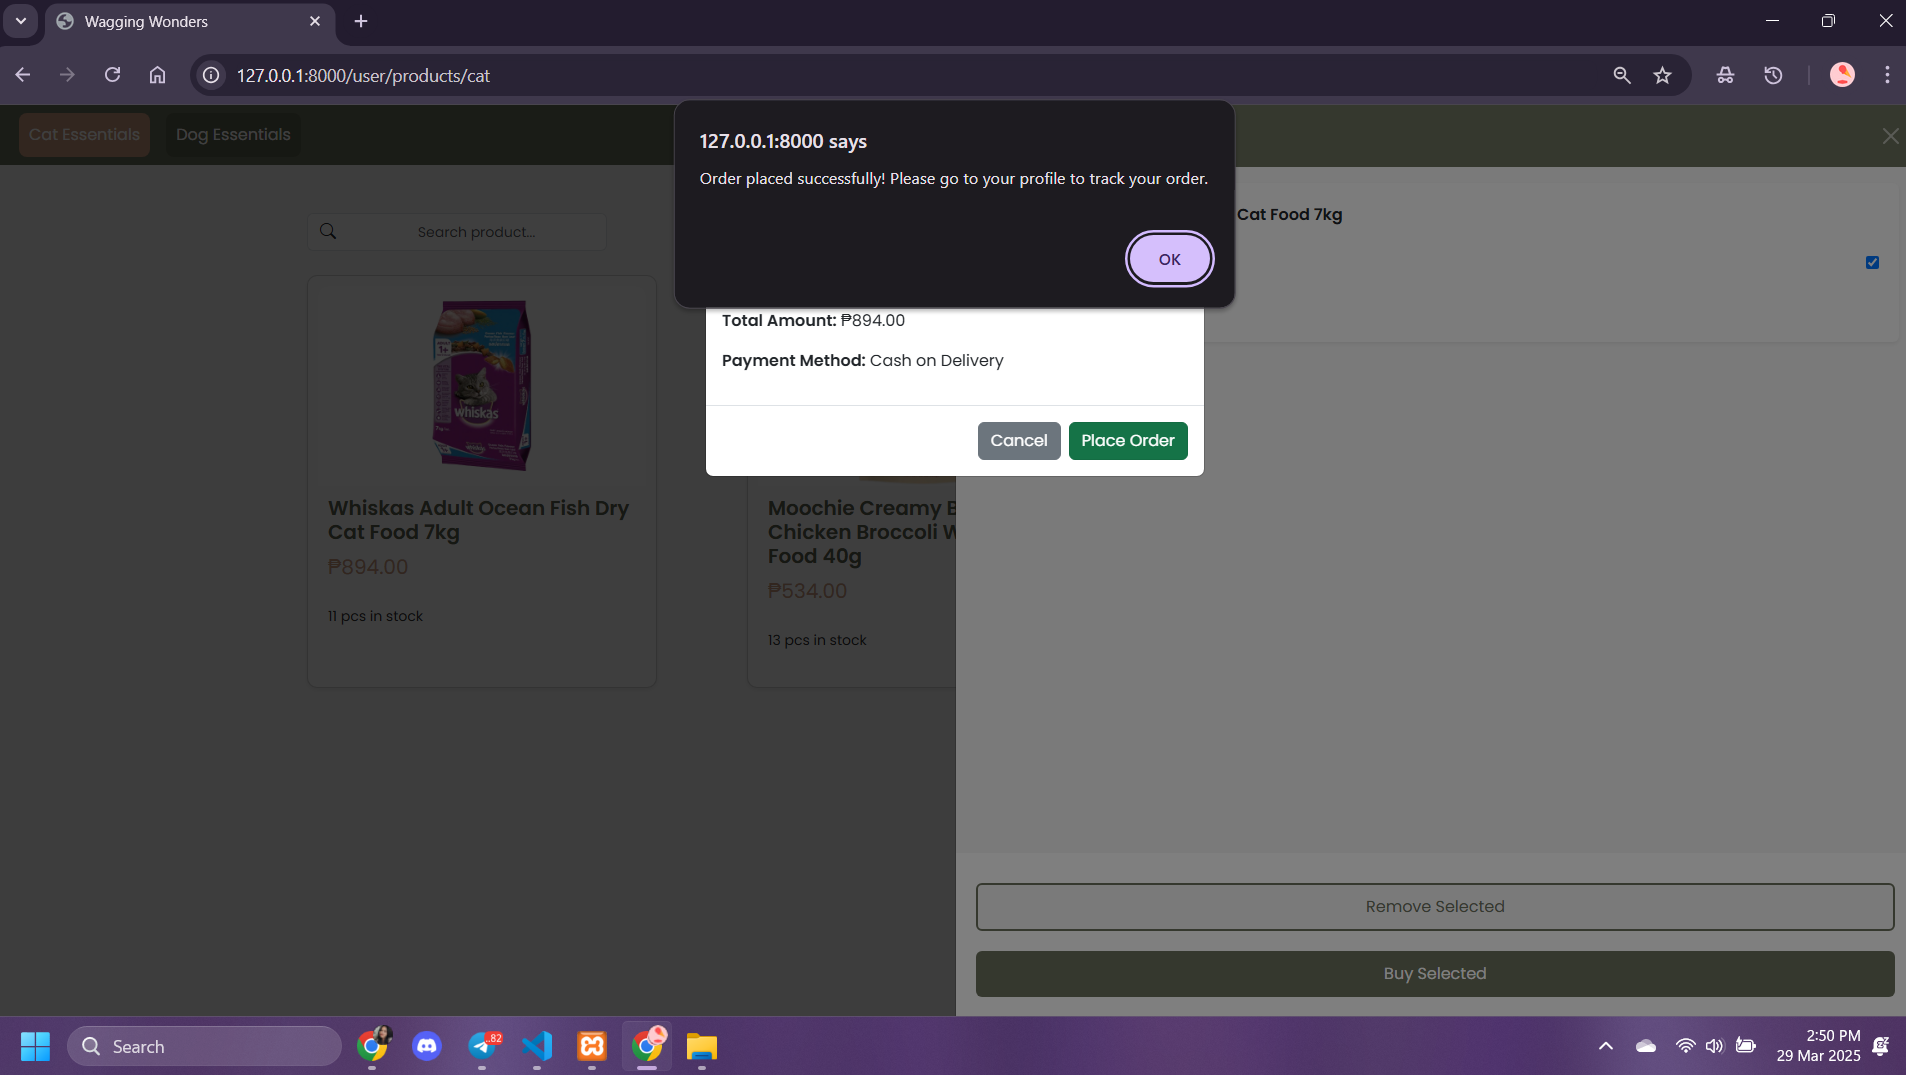 Wagging Wonders
127.0.0.1:8000/user/products/cat
Cat Essentials
Dog Essentials
127.0.0.1:8000 says
Order placed successfully! Please go to your profile to track your order.
OK
Search product...
Cat Food 7kg
Total Amount: ₱894.00
Payment Method: Cash on Delivery
Cancel
Place Order
whiskas
Whiskas Adult Ocean Fish Dry
Cat Food 7kg
₱894.00
11 pcs in stock
Moochie Creamy B
Chicken Broccoli W
Food 40g
₱534.00
13 pcs in stock
Remove Selected
Buy Selected
Search
..82
2:50 PM
29 Mar 2025